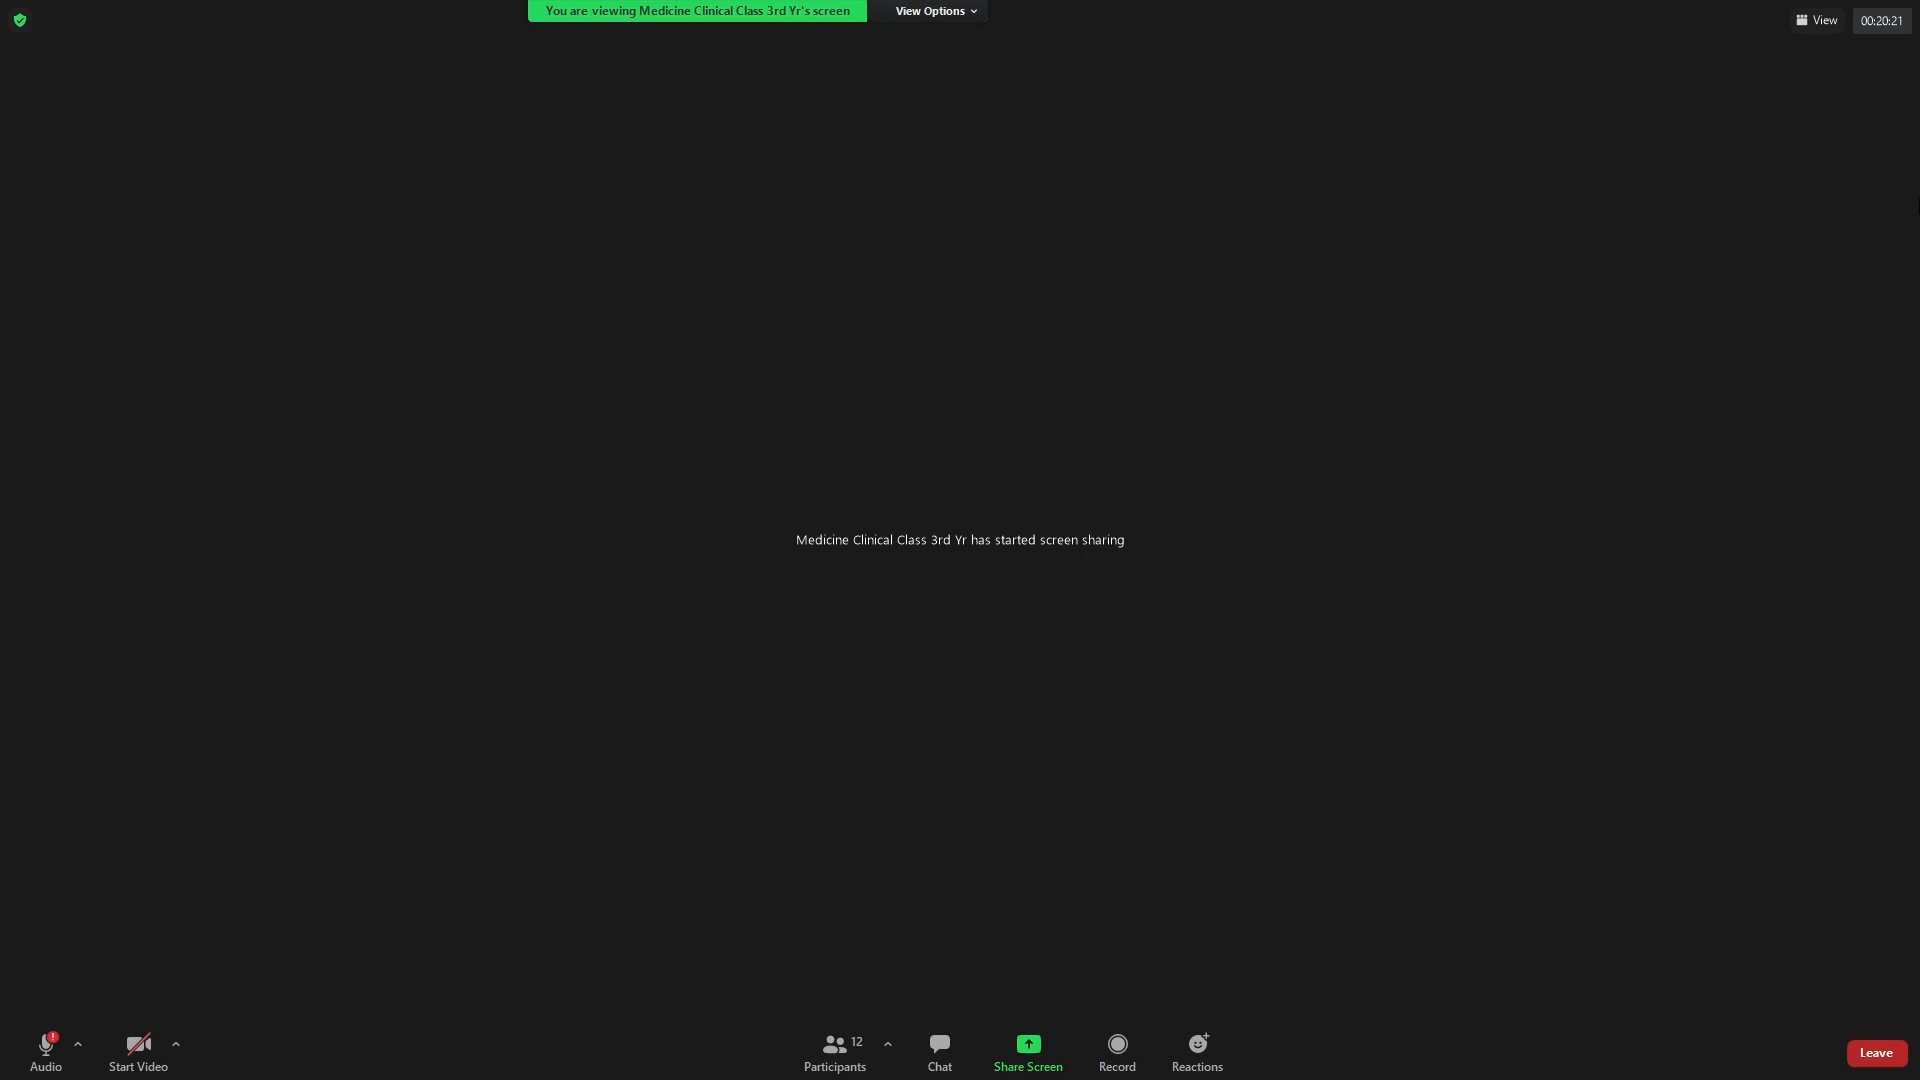 You are viewing Medicine Clinical Class 3rd Yr's screen
View Options
View
00:20:21
Medicine Clinical Class 3rd Yr has started screen sharing
Audio
Start Video
12
Participants
Chat
Share Screen
Record
Reactions
Leave